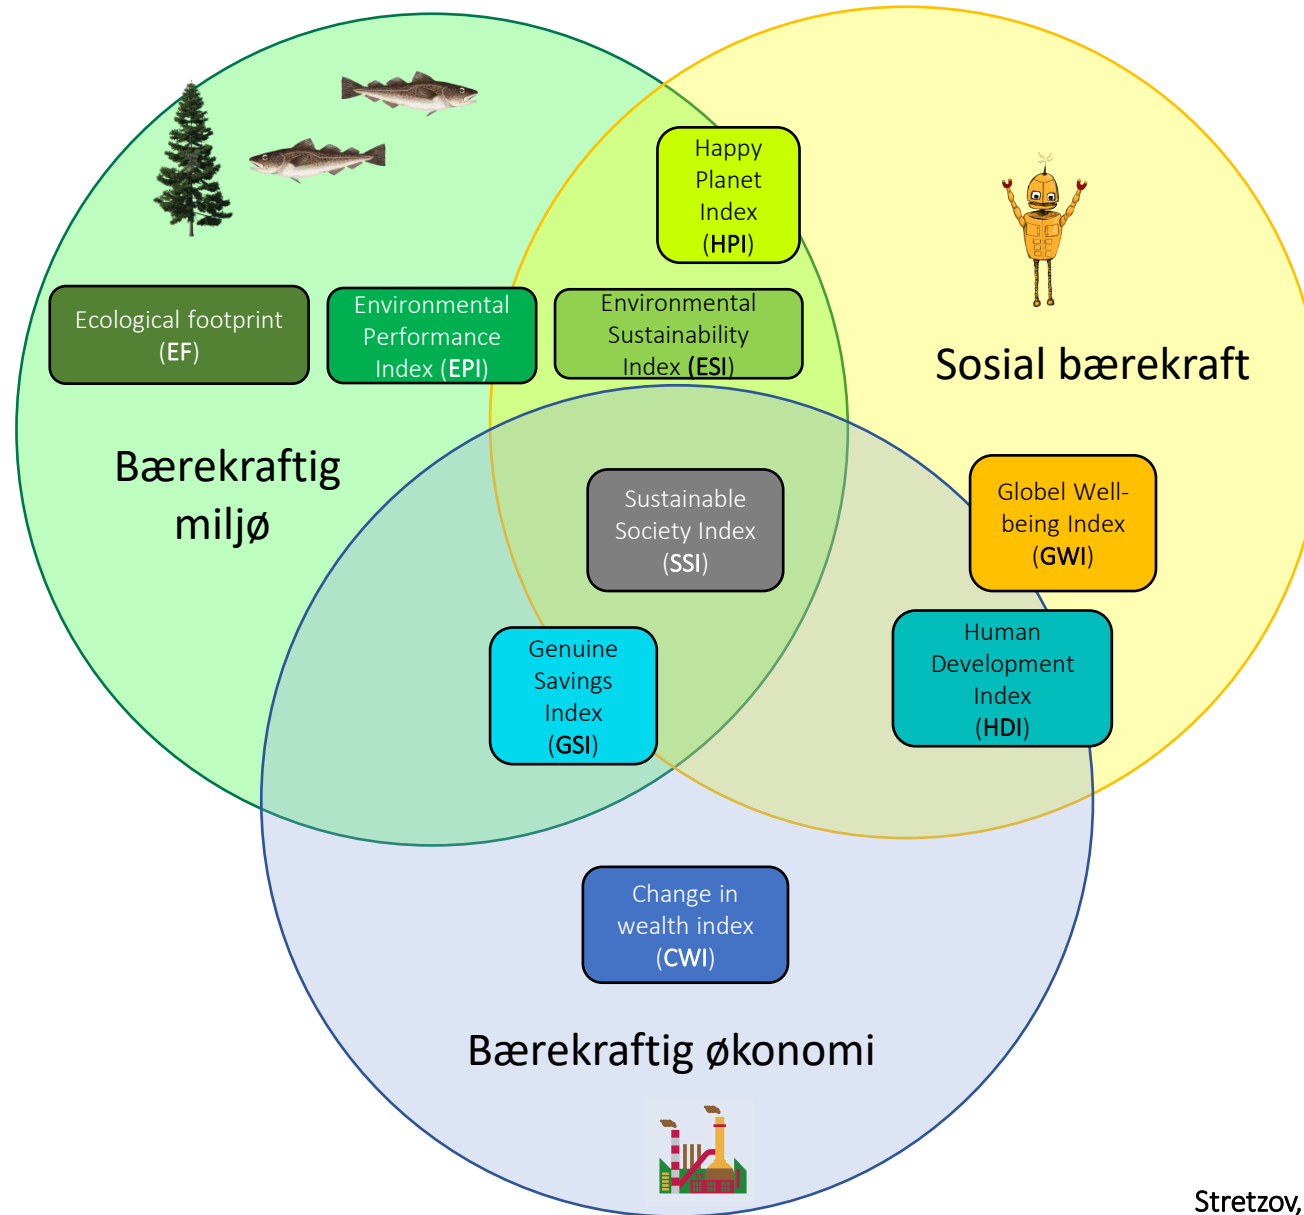 Happy
Planet
Index
(HPI)
Ecological footprint
(EF)
Environmental
Performance
Index (EPI)
Environmental
Sustainability
Index (ESI)
Sosial bærekraft
Bærekraftig
miljø
Sustainable
Society Index
(SSI)
Globel Well-
being Index
(GWI)
Genuine
Savings
Index
(GSI)
Human
Development
Index
(HDI)
Change in
wealth index
(CWI)
Bærekraftig økonomi
Stretzov,